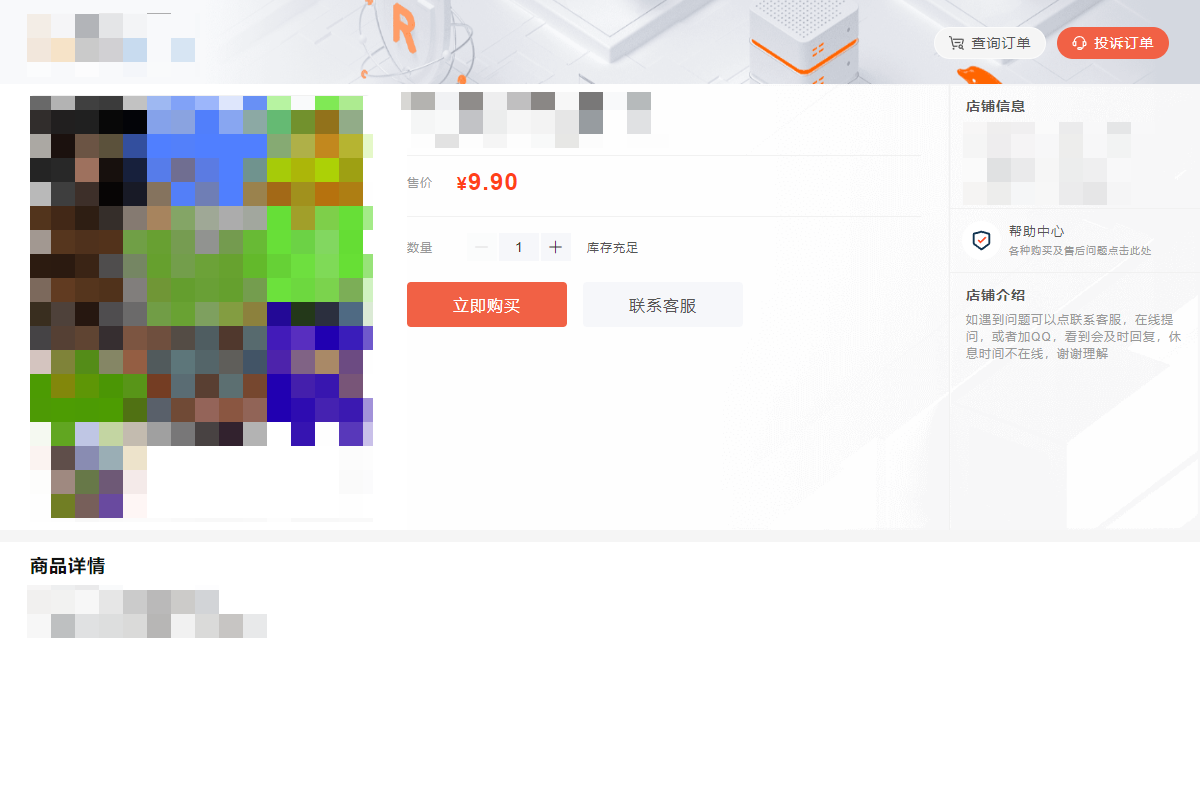 查询订单
投诉订单
售价
¥9.90
数量
1
库存充足
立即购买
联系客服
店铺信息
帮助中心
各种购买及售后问题点击此处
店铺介绍
如遇到问题可以点联系客服，在线提
问，或者加QQ，看到会及时回复，休
息时间不在线，谢谢理解
商品详情